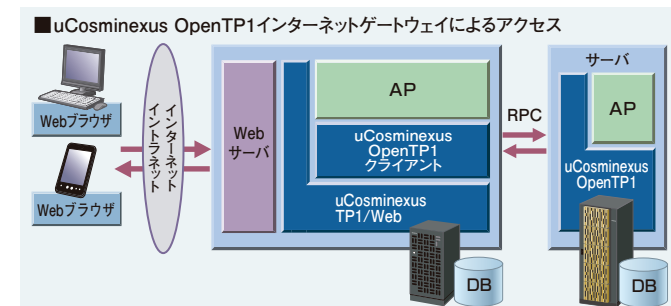 ■uCosminexus OpenTP1インターネットゲートウェイによるアクセス
Webブラウザ
Webブラウザ
インターネット
イントラネット
Web
サーバ
AP
uCosminexus
OpenTP1
クライアント
uCosminexus
TP1/Web
DB
RPC
サーバ
AP
uCosminexus
OpenTP1
DB